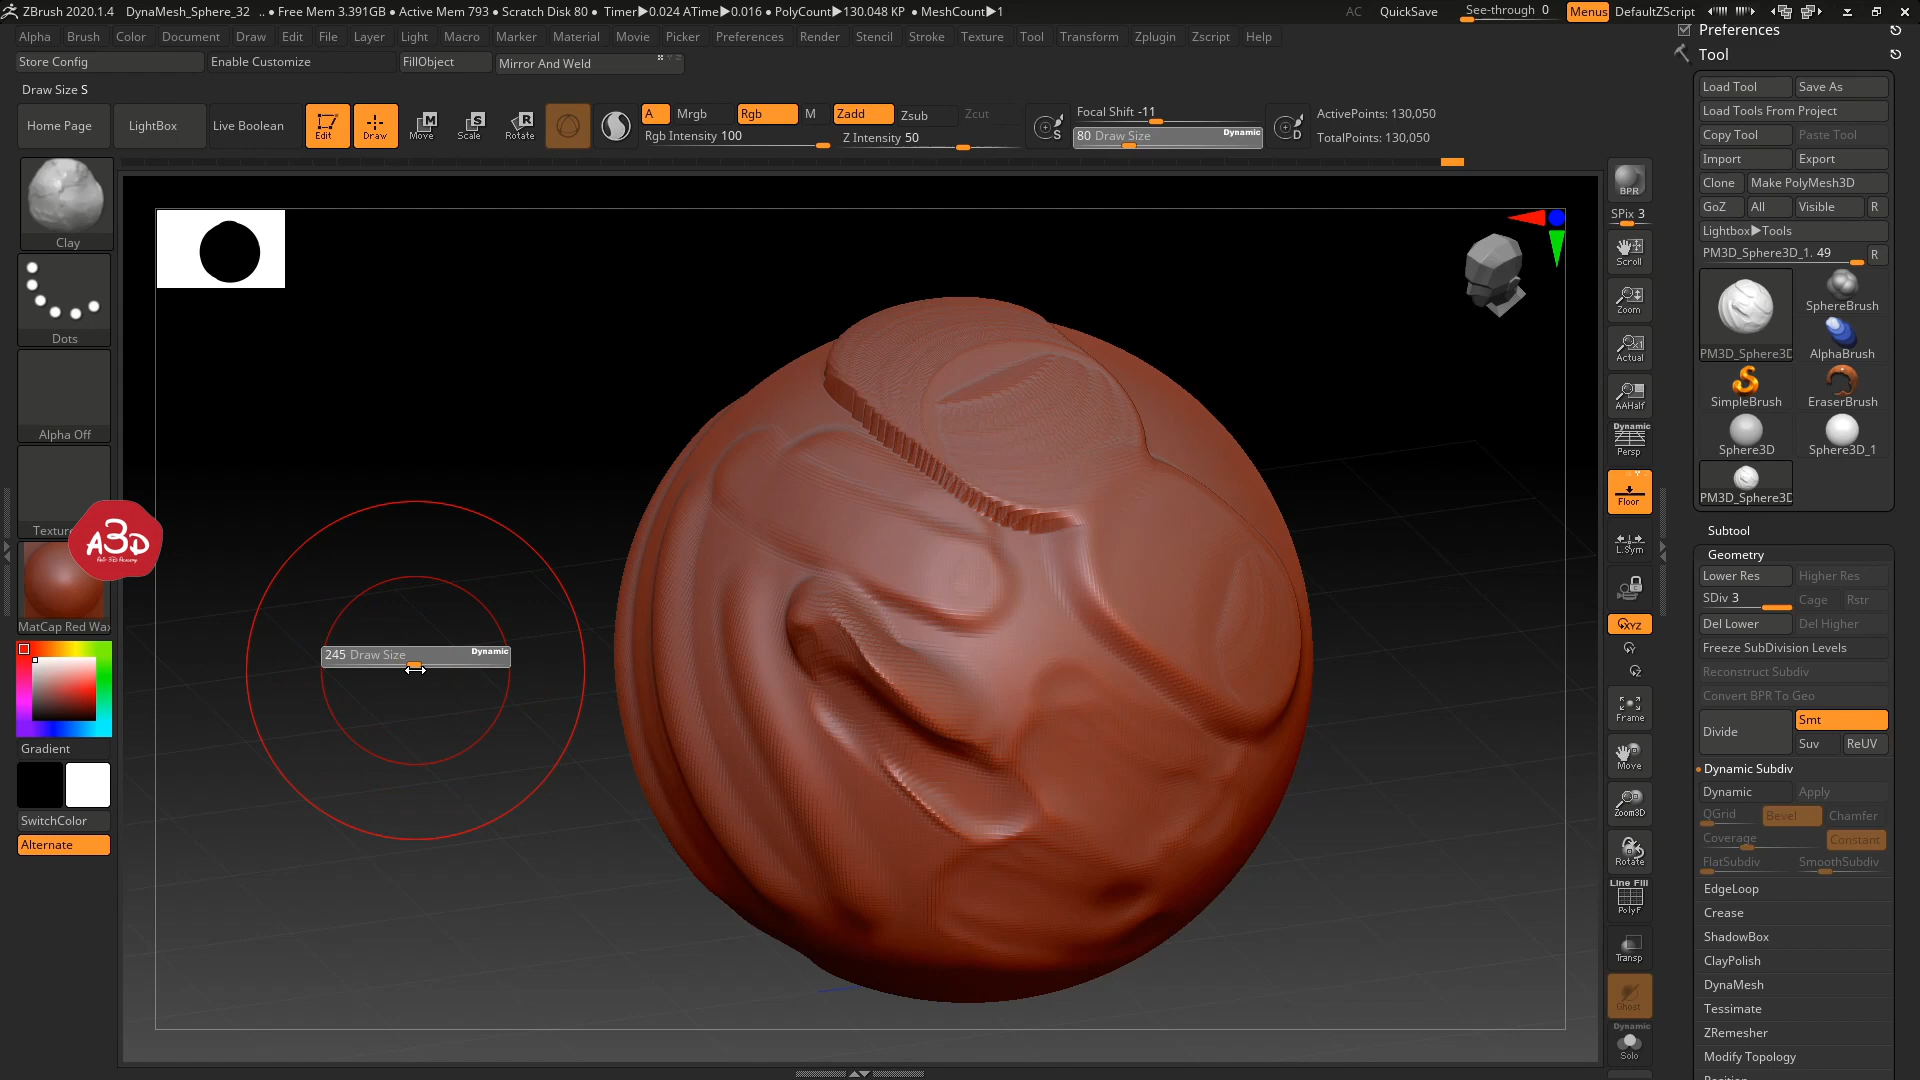 ZBrush 2020.1.4 DynaMesh_Sphere_32 .. ● Free Mem 3.391GB ● Active Mem 793 ● Scratch Disk 80 ● Timer▶0.024 ATime▶0.016 ● PolyCount▶130.048 KP ● MeshCount▶1 AC QuickSave See-through 0 Menus DefaultZScript
Alpha Brush Color Document Draw Edit File Layer Light Macro Marker Material Movie Picker Preferences Render Stencil Stroke Texture Tool Transform Zplugin Zscript Help
Store Config Enable Customize FillObject Mirror And Weld
Draw Size S
Home Page LightBox Live Boolean Edit Draw Move Scale Rotate
M S R
A Mrgb Rgb M Zadd Zsub Zcut
Rgb Intensity 100 Z Intensity 50
S Focal Shift -11
80 Draw Size Dynamic
D ActivePoints: 130,050
TotalPoints: 130,050
Clay
Dots
Alpha Off
Texture
A3D
MatCap Red Wax
Gradient
SwitchColor
Alternate
245 Draw Size Dynamic
BPR
SPix 3
Scroll
Zoom
Actual
AAHalf
Dynamic
Persp
Floor
L.Sym
XYZ
Frame
Move
Zoom3D
Rotate
Line Fill
PolyF
Transp
Ghost
Dynamic
Solo
Preferences
Tool
Load Tool Save As
Load Tools From Project
Copy Tool Paste Tool
Import Export
Clone Make PolyMesh3D
GoZ All Visible R
Lightbox▶Tools
PM3D_Sphere3D_1. 49 R
PM3D_Sphere3D SphereBrush
AlphaBrush
SimpleBrush EraserBrush
Sphere3D Sphere3D_1
PM3D_Sphere3D
Subtool
Geometry
Lower Res Higher Res
SDiv 3 Cage Rstr
Del Lower Del Higher
Freeze SubDivision Levels
Reconstruct Subdiv
Convert BPR To Geo
Divide Smt
Suv ReUV
Dynamic Subdiv
Dynamic Apply
QGrid Bevel Chamfer
Coverage Constant
FlatSubdiv SmoothSubdiv
EdgeLoop
Crease
ShadowBox
ClayPolish
DynaMesh
Tessimate
ZRemesher
Modify Topology